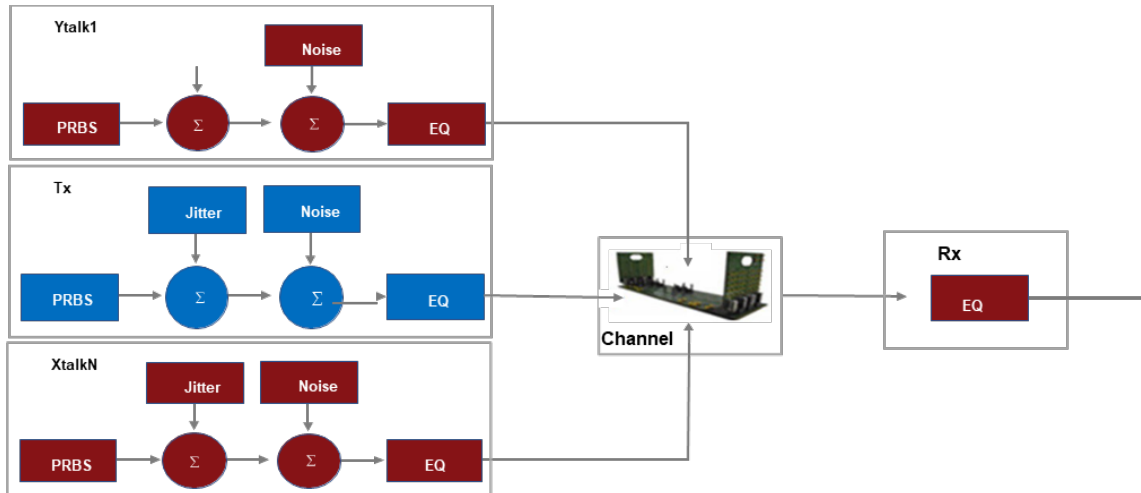 Ytalk1
Noise
PRBS
Σ
Σ
EQ
Tx
Jitter
Noise
PRBS
Σ
Σ
EQ
Channel
Rx
EQ
XtalkN
Jitter
Noise
PRBS
Σ
Σ
EQ